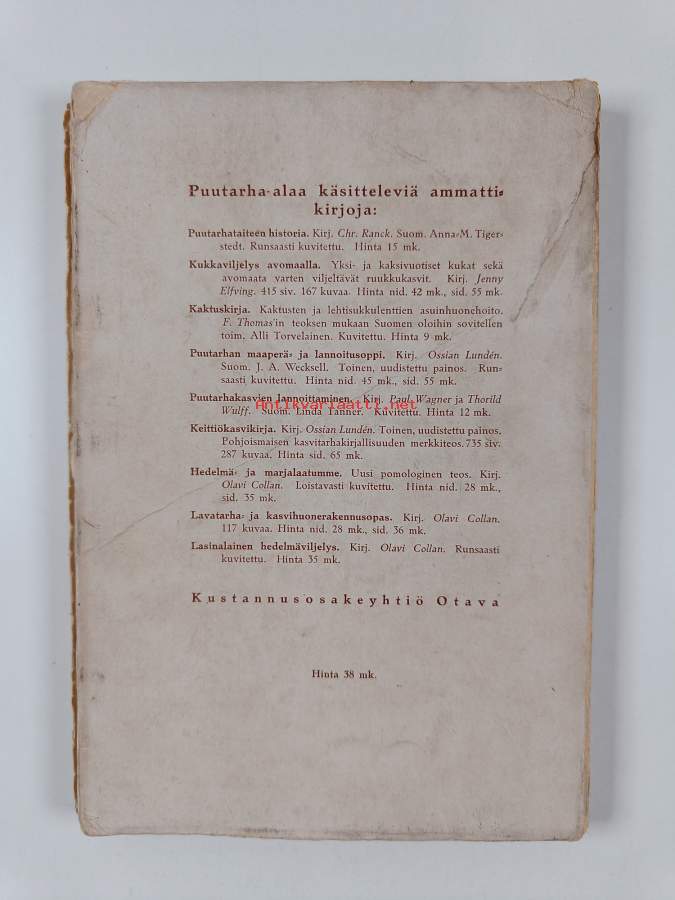 Puutarha-alaa käsitteleviä ammatti-
kirjoja:
Puutarhataiteen historia. Kirj. Chr. Ranck. Suom. Anna-M. Tiger-
stedt. Runsaasti kuvitettu. Hinta 15 mk.
Kukkaviljelys avomaalla. Yksi- ja kaksivuotiset kukat sekä
avomaata varten viljeltävät ruukkukasvit. Kirj. Jenny
Elfving. 415 siv. 167 kuvaa. Hinta nid. 42 mk., sid. 55 mk.
Kaktuskirja. Kaktusten ja lehtisukkulenttien asuinhuonehoito.
F. Thomas'in teoksen mukaan Suomen oloihin sovitellen
toim. Alli Torvelainen. Kuvitettu. Hinta 9 mk.
Puutarhan maaperä- ja lannoitusoppi. Kirj. Ossian Lundén.
Suom. J. A. Wecksell. Toinen, uudistettu painos. Run-
saasti kuvitettu. Hinta nid. 45 mk., sid. 55 mk.
Puutarhakasvien lannoittaminen. Kirj. Paul Wagner ja Thorild
Wulff. Suom. Linda Lanner. Kuvitettu. Hinta 12 mk.
Antikvariaatti.net
Keittiökasvikirja. Kirj. Ossian Lundén. Toinen, uudistettu painos.
Pohjoismaisen kasvitarhakirjallisuuden merkkiteos. 735 siv.
287 kuvaa. Hinta sid. 65 mk.
Hedelmä- ja marjalaatumme. Uusi pomologinen teos. Kirj.
Olavi Collan. Loistavasti kuvitettu. Hinta nid. 28 mk.,
sid. 35 mk.
Lavatarha- ja kasvihuonerakennusopas. Kirj. Olavi Collan.
117 kuvaa. Hinta nid. 28 mk., sid. 36 mk.
Lasinalainen hedelmäviljelys. Kirj. Olavi Collan. Runsaasti
kuvitettu. Hinta 35 mk.
Kustannusosakeyhtiö Otava
Hinta 38 mk.